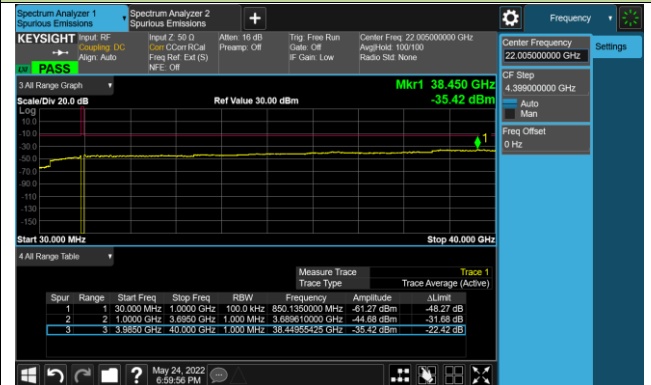 Spectrum Analyzer 1
Spurious Emissions
Spectrum Analyzer 2
Spurious Emissions
+
Frequency
KEYSIGHT Input: RF
Coupling: DC
Align: Auto
Input Z: 50 Ω
Corr CCorr RCal
Freq Ref: Ext (S)
NFE: Off
Atten: 16 dB
Preamp: Off
Trig: Free Run
Gate: Off
IF Gain: Low
Center Freq: 22.005000000 GHz
Avg|Hold: 100/100
Radio Std: None
PASS
Center Frequency
22.005000000 GHz
Settings
CF Step
4.399000000 GHz
Auto
Man
Freq Offset
0 Hz
3 All Range Graph
Mkr1 38.450 GHz
Scale/Div 20.0 dB
Ref Value 30.00 dBm
-35.42 dBm
Log
10.0
-10.0
-30.0
-50.0
-70.0
-90.0
-110
-130
-150
1
Start 30.000 MHz
Stop 40.000 GHz
4 All Range Table
Measure Trace Trace 1
Trace Type Trace Average (Active)
Spur Range Start Freq Stop Freq RBW Frequency Amplitude ΔLimit
1 1 30.000 MHz 1.0000 GHz 100.0 kHz 850.1350000 MHz -61.27 dBm -48.27 dB
2 2 1.0000 GHz 3.6950 GHz 1.000 MHz 3.689610000 GHz -44.68 dBm -31.68 dB
3 3 3.9850 GHz 40.000 GHz 1.000 MHz 38.44955425 GHz -35.42 dBm -22.42 dB
?
May 24, 2022
6:59:56 PM